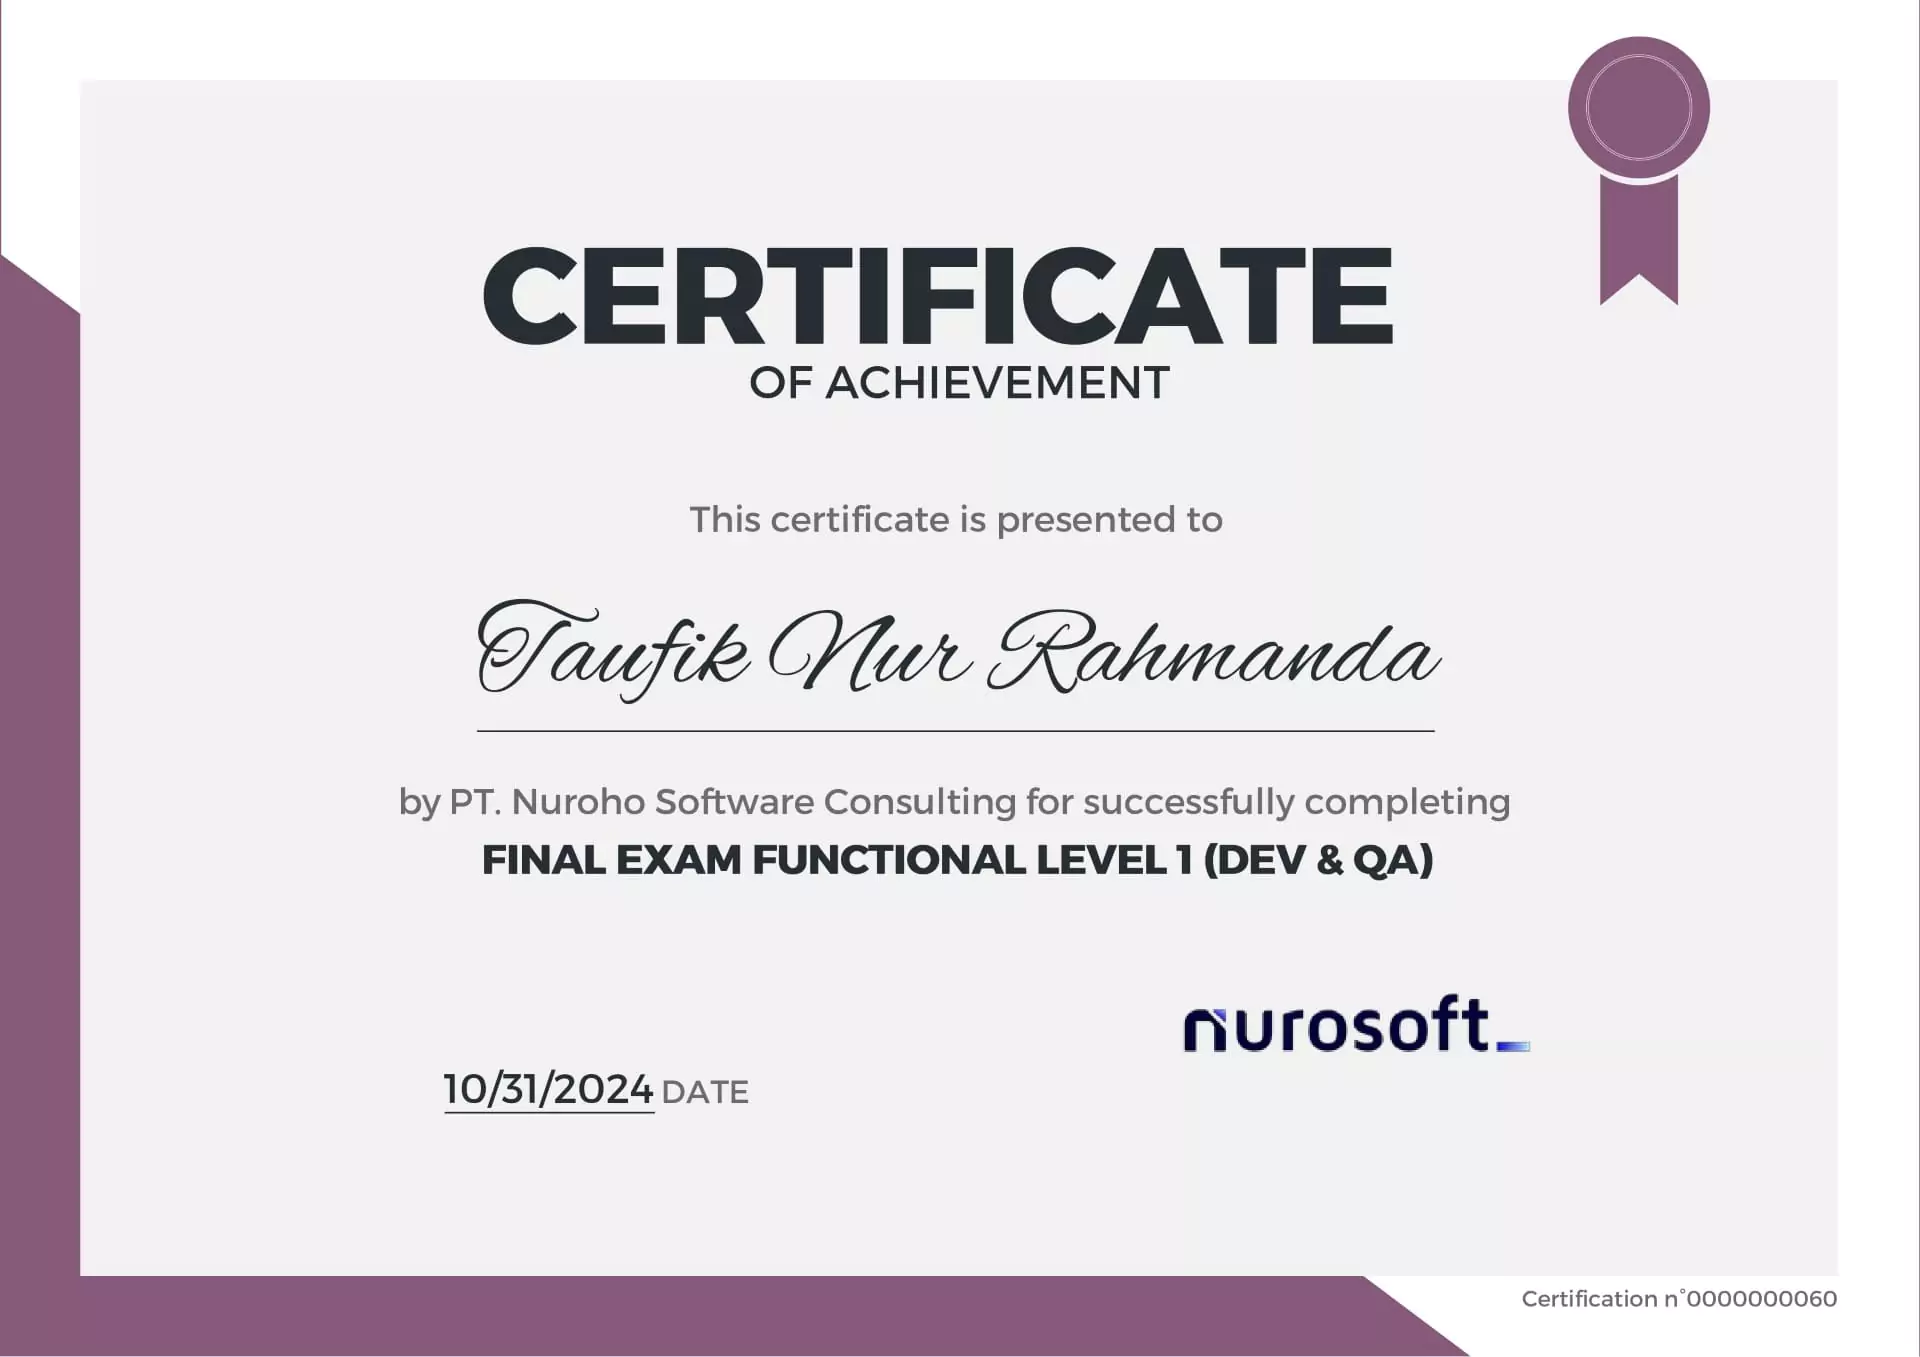 CERTIFICATE
OF ACHIEVEMENT
This certificate is presented to
Taufik Nur Rahmanda
by PT. Nuroho Software Consulting for successfully completing
FINAL EXAM FUNCTIONAL LEVEL 1 (DEV & QA)
nurosoft_
10/31/2024 DATE
Certification n°0000000060